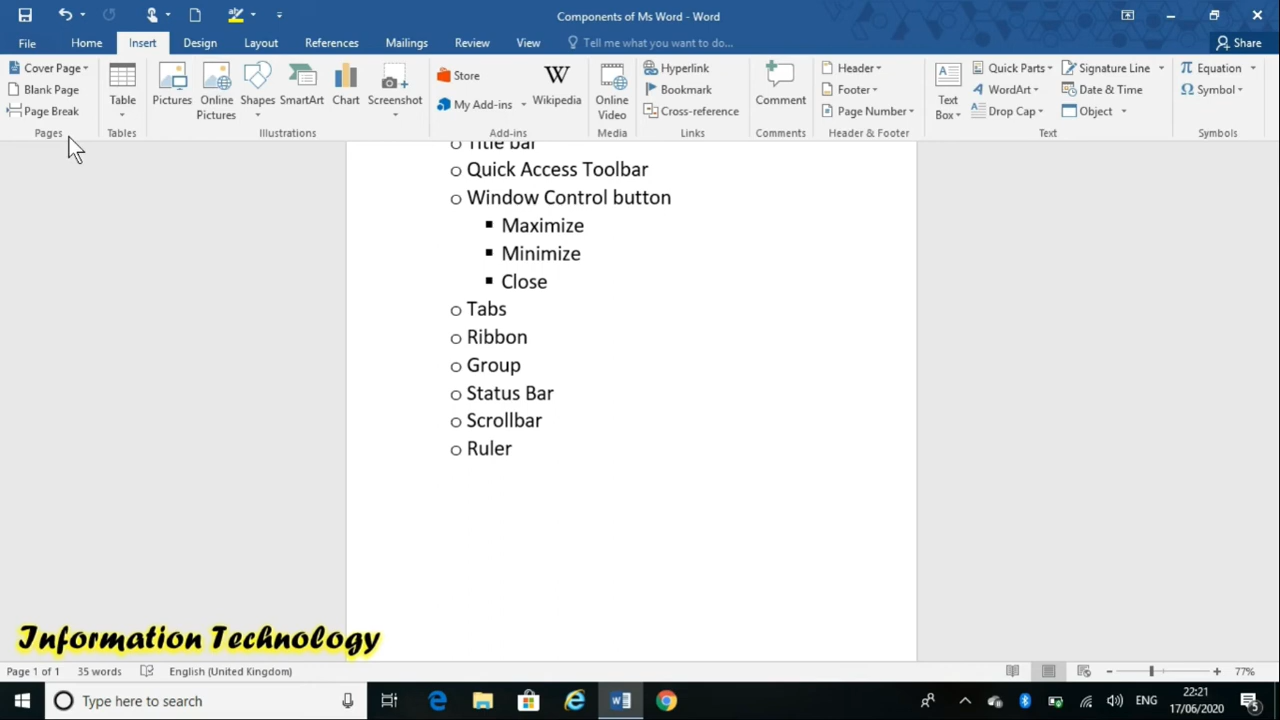 Components of Ms Word - Word
File Home Insert Design Layout References Mailings Review View Tell me what you want to do... Share
Cover Page
Blank Page
Page Break
Pages
Table
Tables
Pictures
Online Pictures
Shapes
SmartArt
Chart
Screenshot
Illustrations
Store
My Add-ins
Wikipedia
Add-ins
Online Video
Media
Hyperlink
Bookmark
Cross-reference
Links
Comment
Comments
Header
Footer
Page Number
Header & Footer
Text Box
Quick Parts
WordArt
Drop Cap
Signature Line
Date & Time
Object
Text
Equation
Symbol
Symbols
Title bar
Quick Access Toolbar
Window Control button
Maximize
Minimize
Close
Tabs
Ribbon
Group
Status Bar
Scrollbar
Ruler
Information Technology
Page 1 of 1 35 words English (United Kingdom) 77%
Type here to search
ENG
22:21
17/06/2020
5